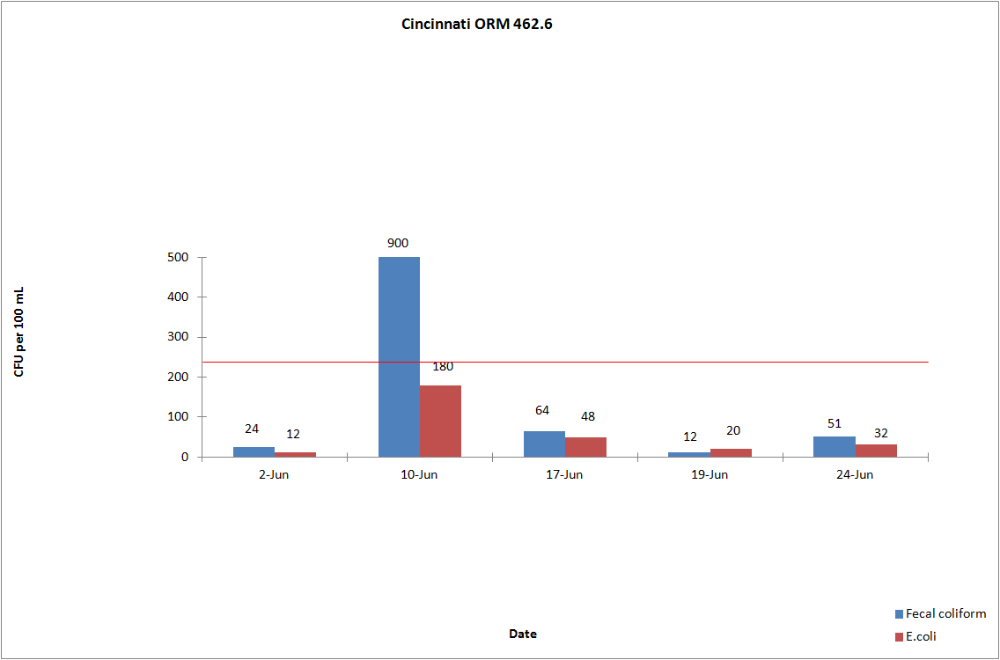 Cincinnati ORM 462.6
CFU per 100 mL
500
400
300
200
100
0
900
180
24
12
64
48
12
20
51
32
2-Jun
10-Jun
17-Jun
19-Jun
24-Jun
Date
Fecal coliform
E.coli